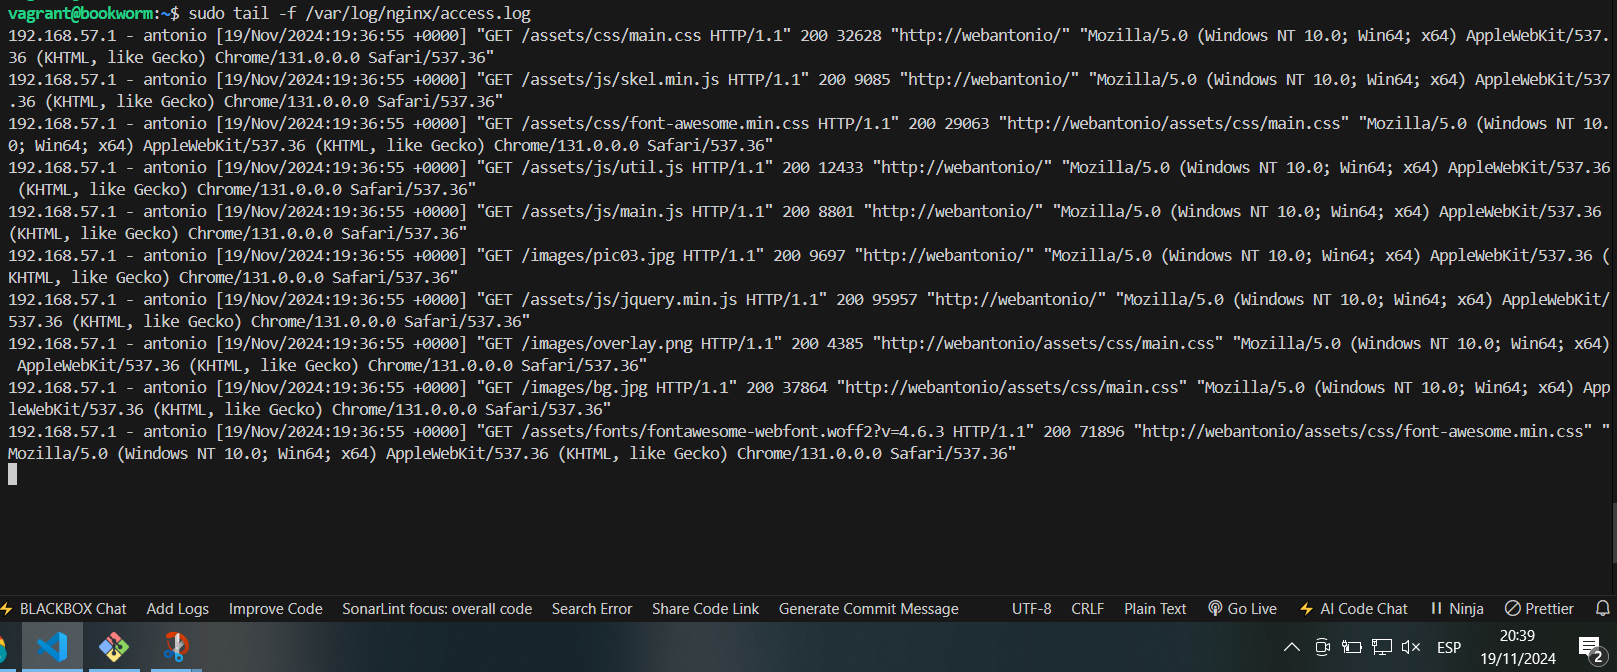 vagrant@bookworm:~$ sudo tail -f /var/log/nginx/access.log
192.168.57.1 - antonio [19/Nov/2024:19:36:55 +0000] "GET /assets/css/main.css HTTP/1.1" 200 32628 "http://webantonio/" "Mozilla/5.0 (Windows NT 10.0; Win64; x64) AppleWebKit/537.
36 (KHTML, like Gecko) Chrome/131.0.0.0 Safari/537.36"
192.168.57.1 - antonio [19/Nov/2024:19:36:55 +0000] "GET /assets/js/skel.min.js HTTP/1.1" 200 9085 "http://webantonio/" "Mozilla/5.0 (Windows NT 10.0; Win64; x64) AppleWebKit/537
.36 (KHTML, like Gecko) Chrome/131.0.0.0 Safari/537.36"
192.168.57.1 - antonio [19/Nov/2024:19:36:55 +0000] "GET /assets/css/font-awesome.min.css HTTP/1.1" 200 29063 "http://webantonio/assets/css/main.css" "Mozilla/5.0 (Windows NT 10.
0; Win64; x64) AppleWebKit/537.36 (KHTML, like Gecko) Chrome/131.0.0.0 Safari/537.36"
192.168.57.1 - antonio [19/Nov/2024:19:36:55 +0000] "GET /assets/js/util.js HTTP/1.1" 200 12433 "http://webantonio/" "Mozilla/5.0 (Windows NT 10.0; Win64; x64) AppleWebKit/537.36
 (KHTML, like Gecko) Chrome/131.0.0.0 Safari/537.36"
192.168.57.1 - antonio [19/Nov/2024:19:36:55 +0000] "GET /assets/js/main.js HTTP/1.1" 200 8801 "http://webantonio/" "Mozilla/5.0 (Windows NT 10.0; Win64; x64) AppleWebKit/537.36
(KHTML, like Gecko) Chrome/131.0.0.0 Safari/537.36"
192.168.57.1 - antonio [19/Nov/2024:19:36:55 +0000] "GET /images/pic03.jpg HTTP/1.1" 200 9697 "http://webantonio/" "Mozilla/5.0 (Windows NT 10.0; Win64; x64) AppleWebKit/537.36 (
KHTML, like Gecko) Chrome/131.0.0.0 Safari/537.36"
192.168.57.1 - antonio [19/Nov/2024:19:36:55 +0000] "GET /assets/js/jquery.min.js HTTP/1.1" 200 95957 "http://webantonio/" "Mozilla/5.0 (Windows NT 10.0; Win64; x64) AppleWebKit/
537.36 (KHTML, like Gecko) Chrome/131.0.0.0 Safari/537.36"
192.168.57.1 - antonio [19/Nov/2024:19:36:55 +0000] "GET /images/overlay.png HTTP/1.1" 200 4385 "http://webantonio/assets/css/main.css" "Mozilla/5.0 (Windows NT 10.0; Win64; x64)
 AppleWebKit/537.36 (KHTML, like Gecko) Chrome/131.0.0.0 Safari/537.36"
192.168.57.1 - antonio [19/Nov/2024:19:36:55 +0000] "GET /images/bg.jpg HTTP/1.1" 200 37864 "http://webantonio/assets/css/main.css" "Mozilla/5.0 (Windows NT 10.0; Win64; x64) App
leWebKit/537.36 (KHTML, like Gecko) Chrome/131.0.0.0 Safari/537.36"
192.168.57.1 - antonio [19/Nov/2024:19:36:55 +0000] "GET /assets/fonts/fontawesome-webfont.woff2?v=4.6.3 HTTP/1.1" 200 71896 "http://webantonio/assets/css/font-awesome.min.css" "
Mozilla/5.0 (Windows NT 10.0; Win64; x64) AppleWebKit/537.36 (KHTML, like Gecko) Chrome/131.0.0.0 Safari/537.36"
BLACKBOX Chat Add Logs Improve Code SonarLint focus: overall code Search Error Share Code Link Generate Commit Message UTF-8 CRLF Plain Text Go Live AI Code Chat Ninja Prettier
ESP
20:39
19/11/2024
2